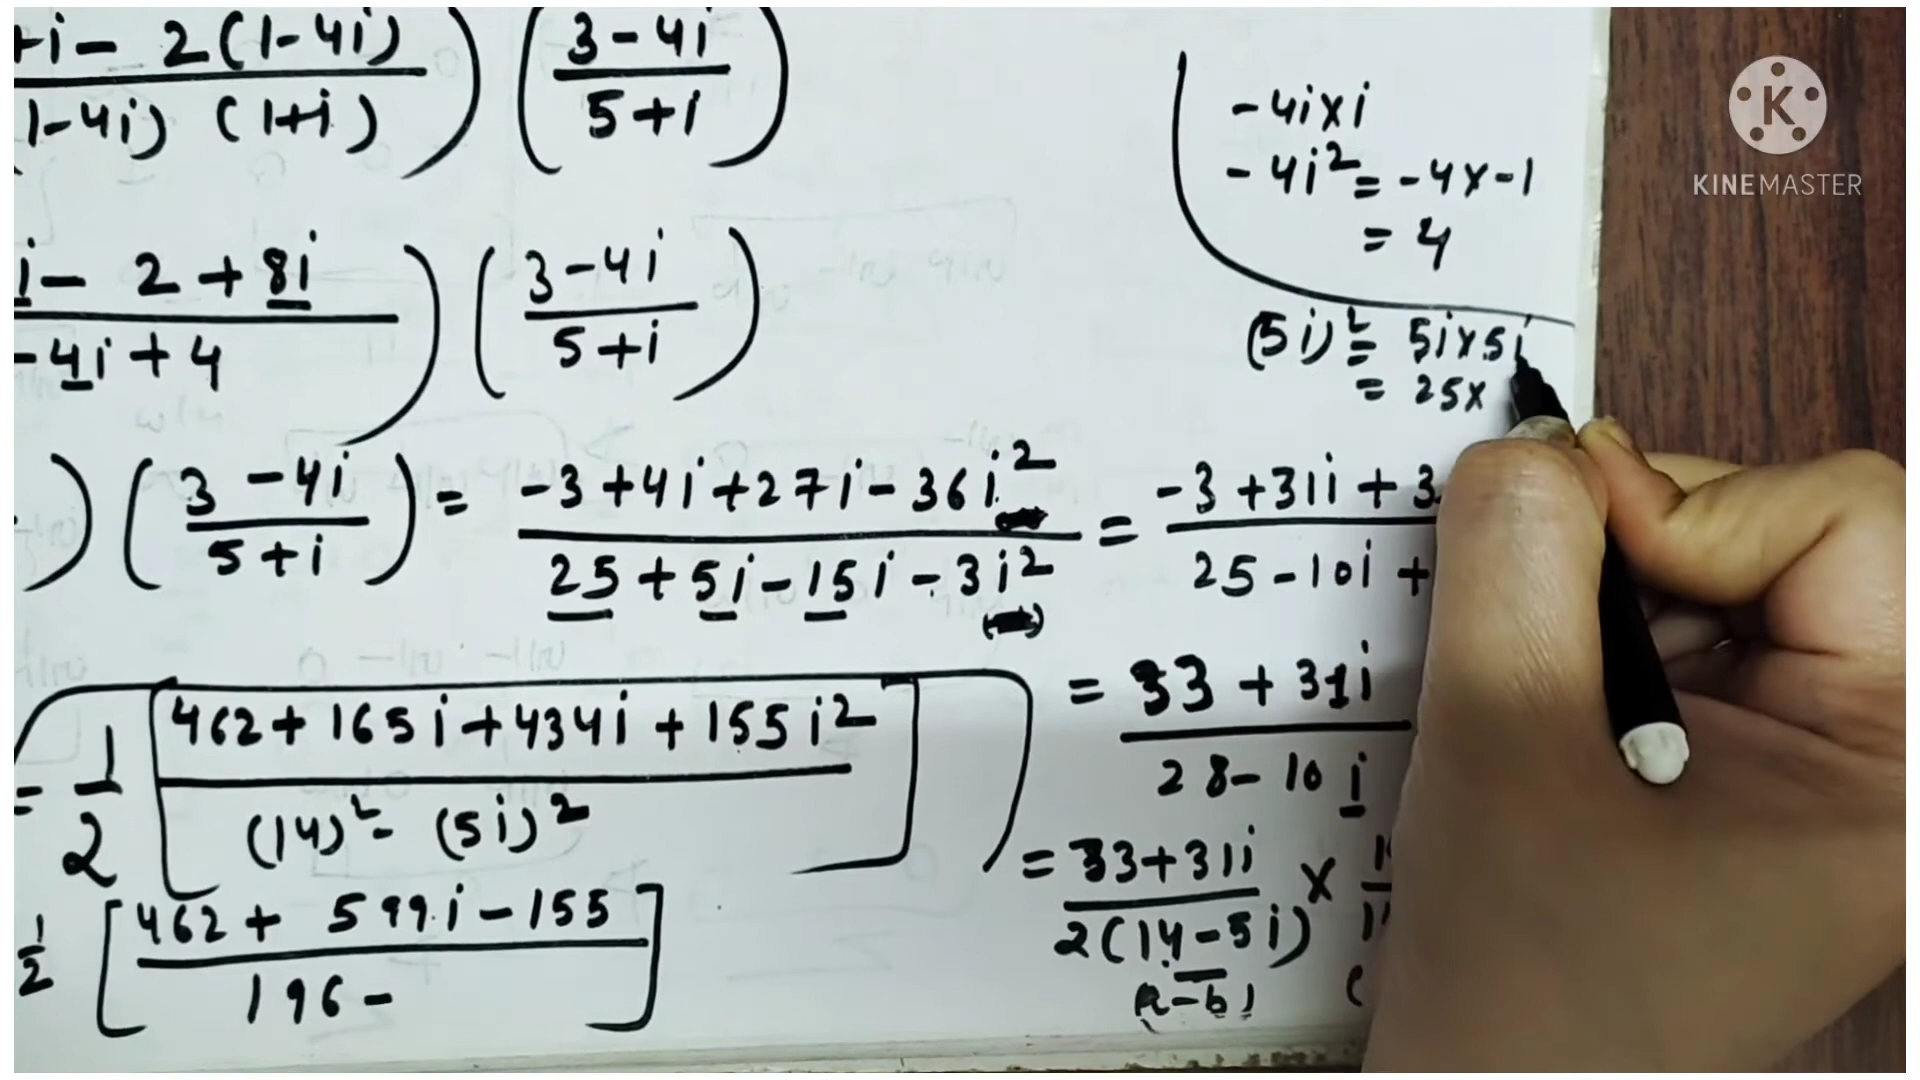 +i - 2(1-4i) / (1-4i) (1+i) ) ( 3-4i / 5+i )
-4i×i
-4i² = -4×-1
= 4
KINEMASTER
i - 2 + 8i / -4i + 4 ) ( 3-4i / 5+i )
(5i)² = 5i×5i
= 25×
) ( 3-4i / 5+i ) = -3+4i+27i-36i² / 25+5i-15i-3i² = -3+31i+3 / 25-10i+
= 33+31i / 28-10i
= 1/2 [ 462+165i+434i+155i² / (14)² - (5i)² ]
= 33+31i / 2(14-5i) ×
a-bi
1/2 [ 462+599i-155 / 196- ]